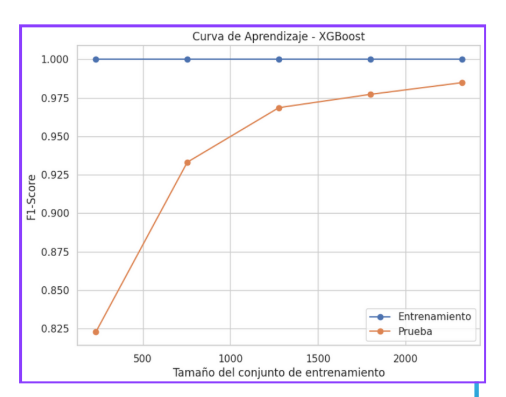 Curva de Aprendizaje - XGBoost
1.000
0.975
0.950
0.925
0.900
0.875
0.850
0.825
F1-Score
Entrenamiento
Prueba
500 1000 1500 2000
Tamaño del conjunto de entrenamiento